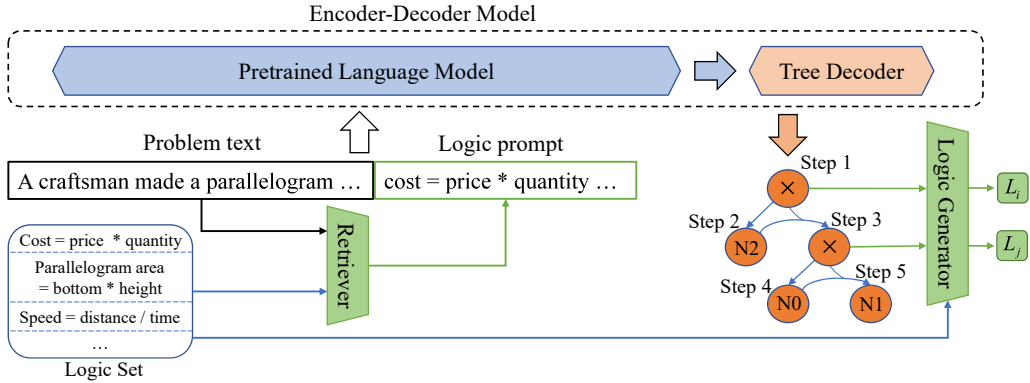 Encoder-Decoder Model
Pretrained Language Model
Tree Decoder
Problem text
Logic prompt
A craftsman made a parallelogram …
cost = price * quantity …
Cost = price * quantity
Parallelogram area
= bottom * height
Speed = distance / time
…
Logic Set
Retriever
Step 1
×
Step 2
N2
Step 3
×
Step 4
N0
Step 5
N1
Logic Generator
Li
Lj